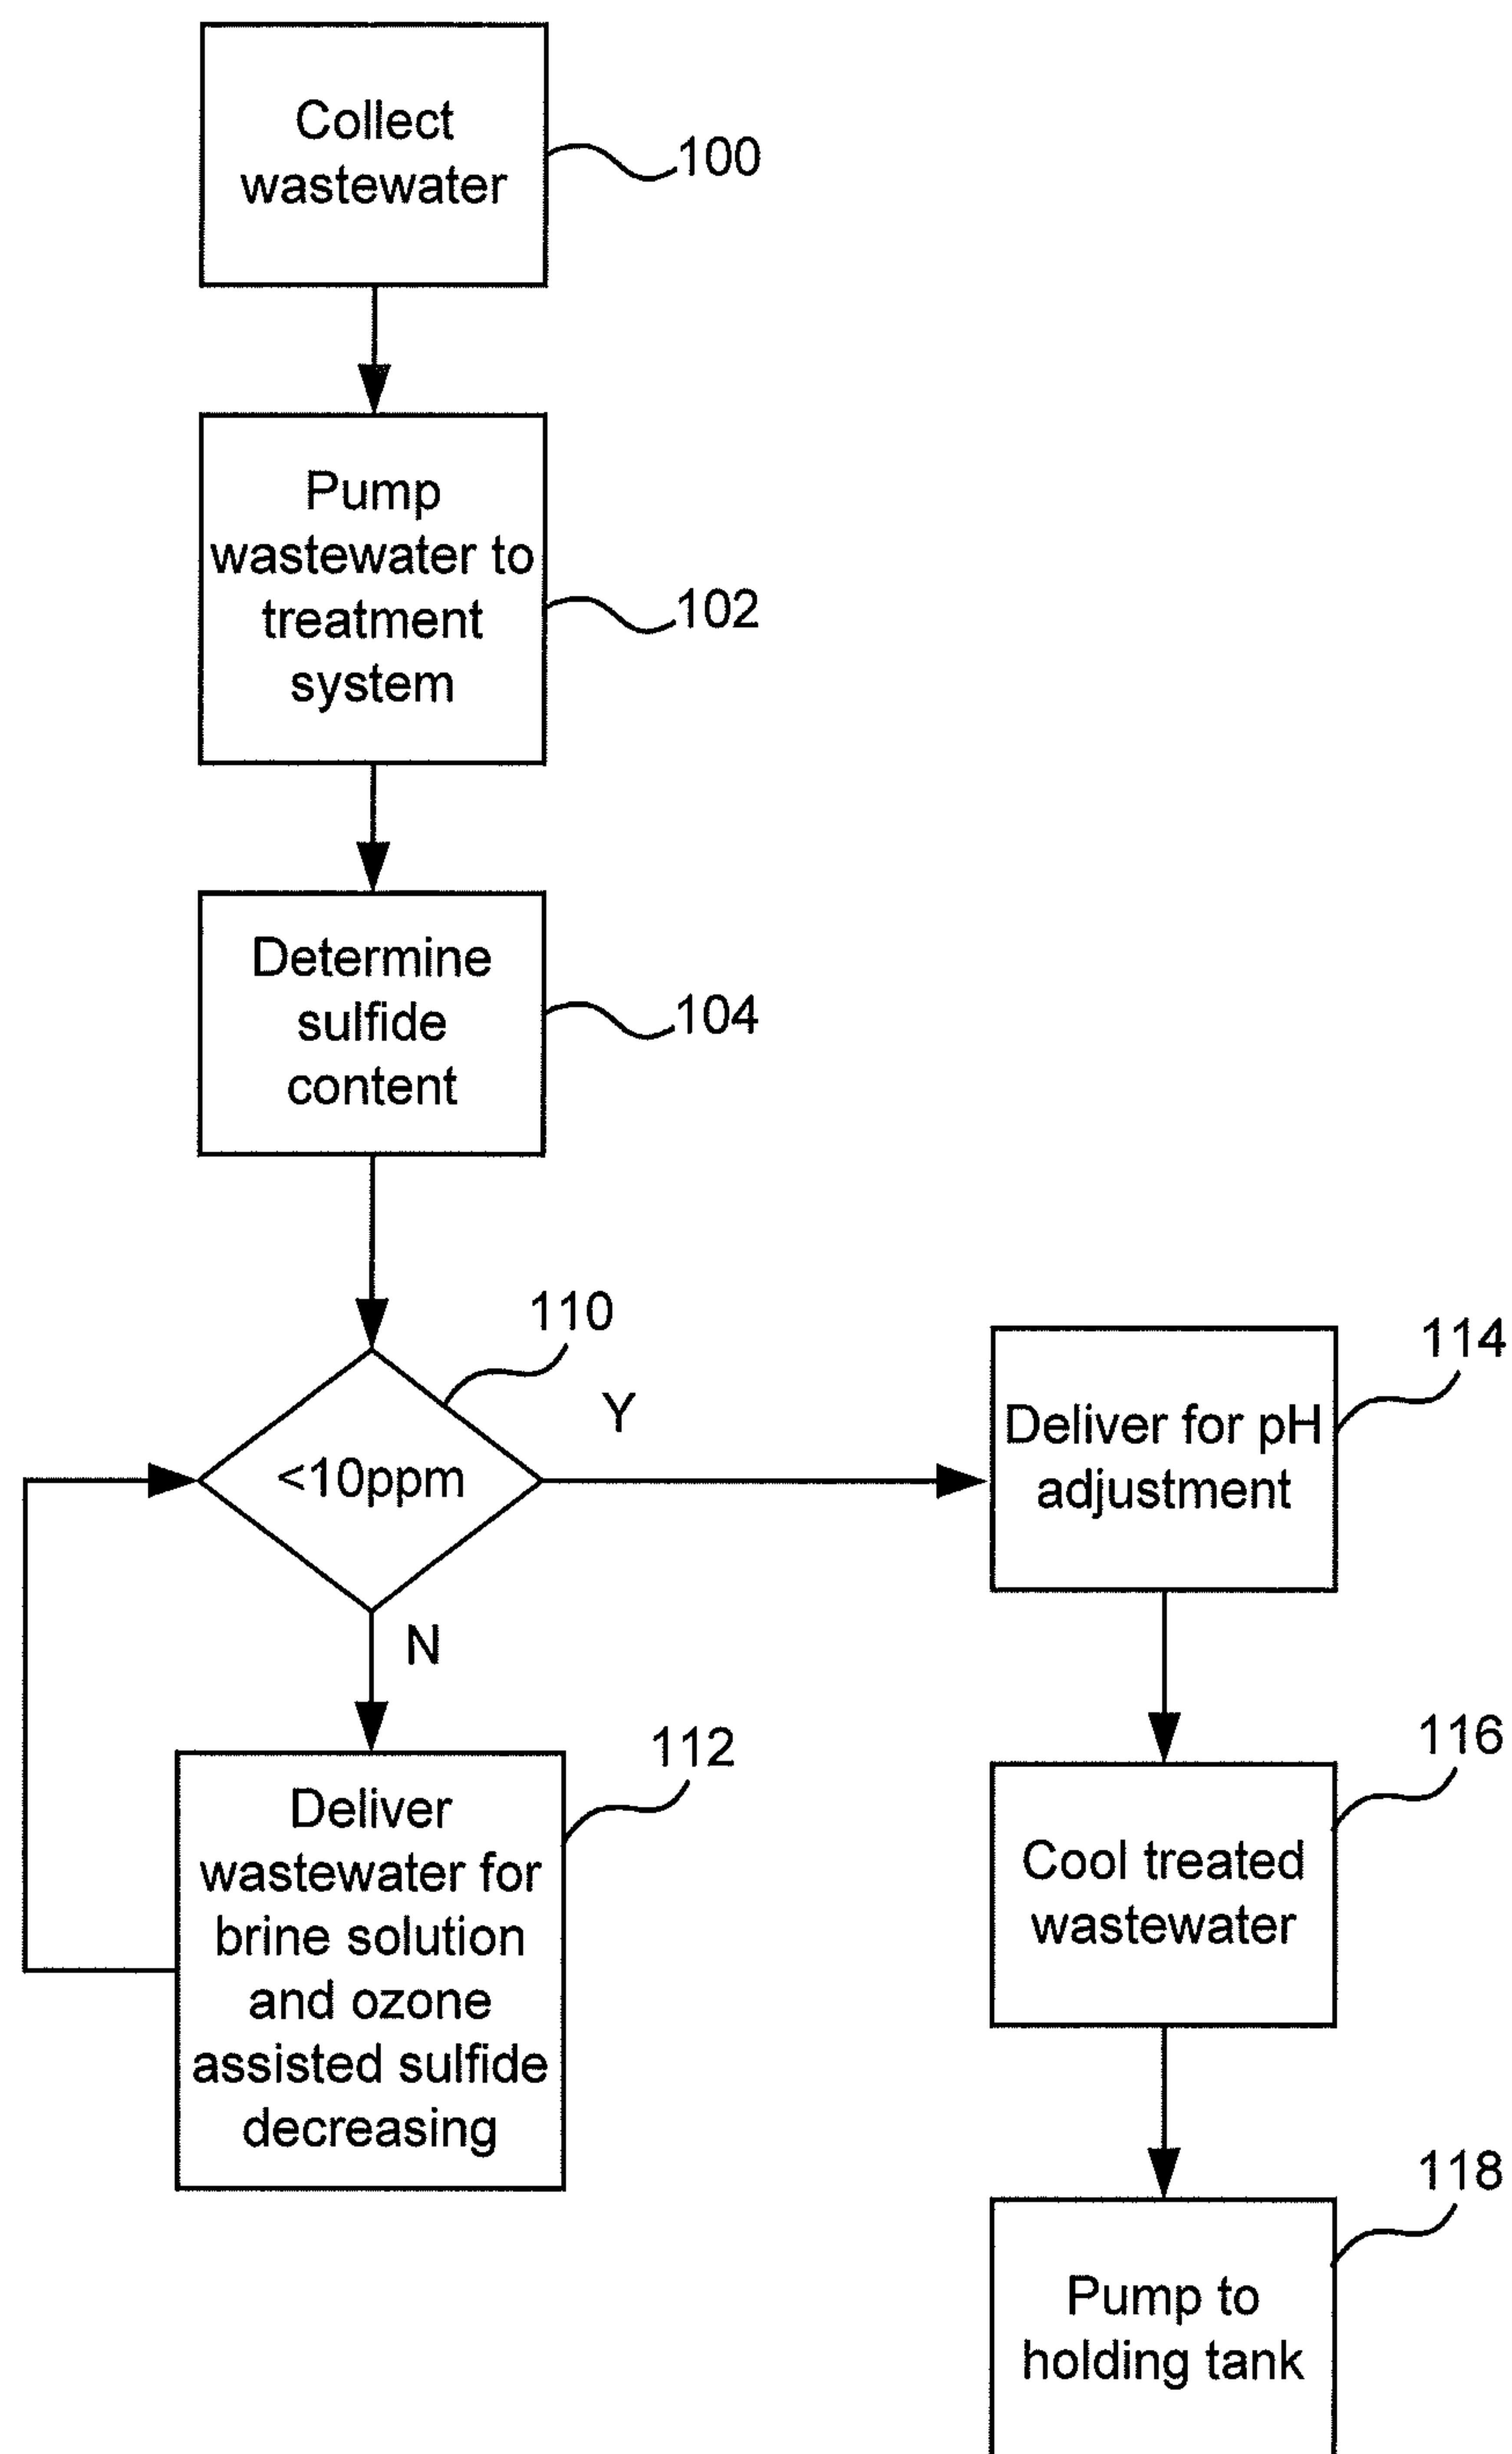 Collect
wastewater
100
Pump
wastewater to
treatment
system
102
Determine
sulfide
content
104
110
<10ppm
Y
N
Deliver
wastewater for
brine solution
and ozone
assisted sulfide
decreasing
112
Deliver for pH
adjustment
114
Cool treated
wastewater
116
Pump to
holding tank
118